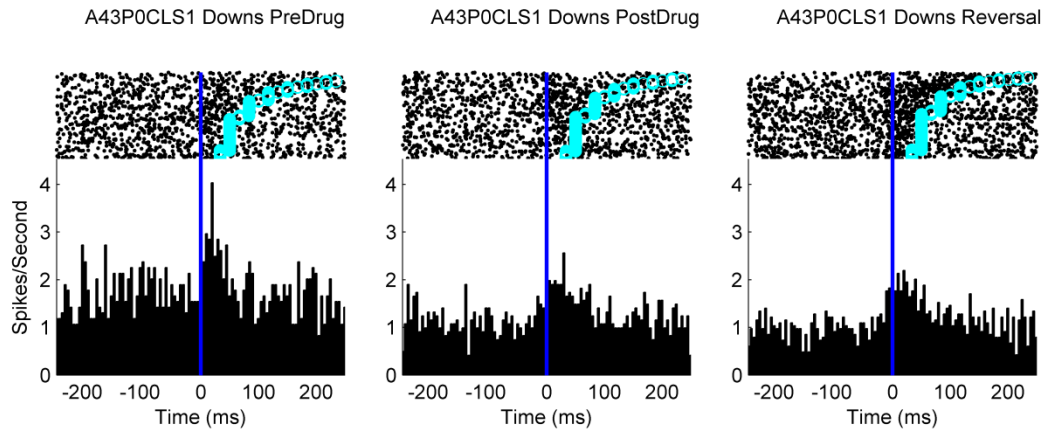 A43P0CLS1 Downs PreDrug
A43P0CLS1 Downs PostDrug
A43P0CLS1 Downs Reversal
Spikes/Second
4
3
2
1
0
-200 -100 0 100 200
Time (ms)
4
3
2
1
0
-200 -100 0 100 200
Time (ms)
4
3
2
1
0
-200 -100 0 100 200
Time (ms)